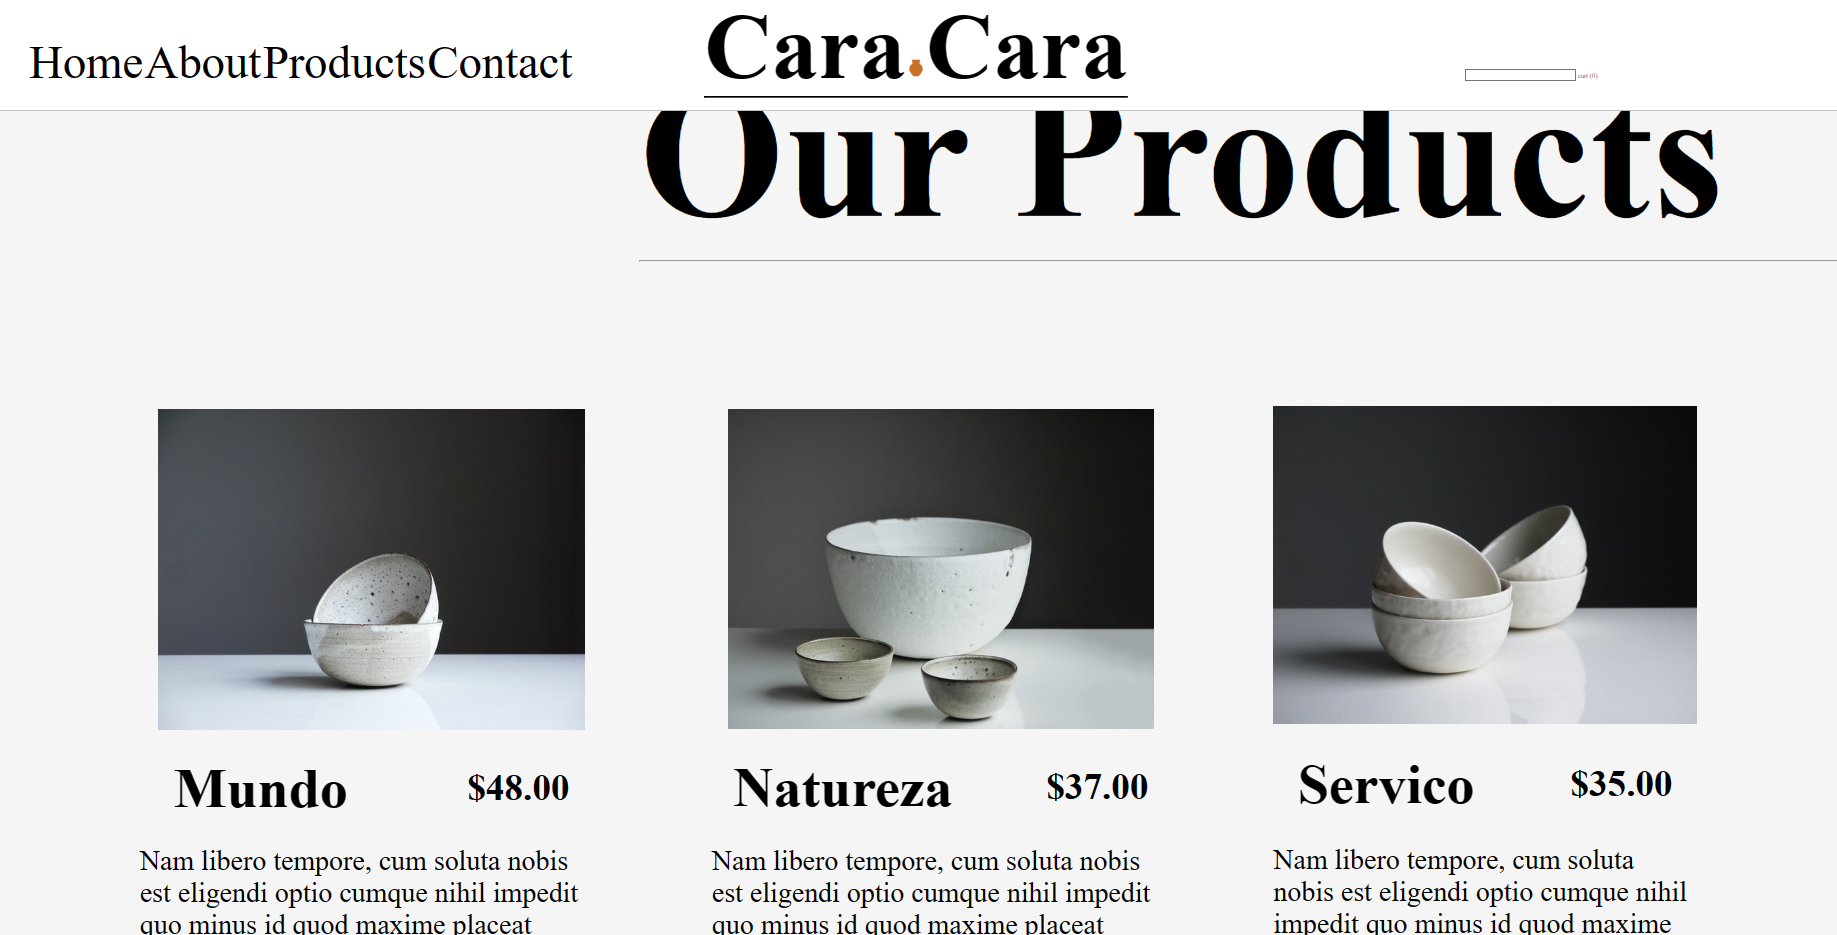 HomeAboutProductsContact
Cara.Cara
cart (0)
Our Products
Mundo $48.00
Nam libero tempore, cum soluta nobis
est eligendi optio cumque nihil impedit
quo minus id quod maxime placeat
Natureza $37.00
Nam libero tempore, cum soluta nobis
est eligendi optio cumque nihil impedit
quo minus id quod maxime placeat
Servico $35.00
Nam libero tempore, cum soluta
nobis est eligendi optio cumque nihil
impedit quo minus id quod maxime